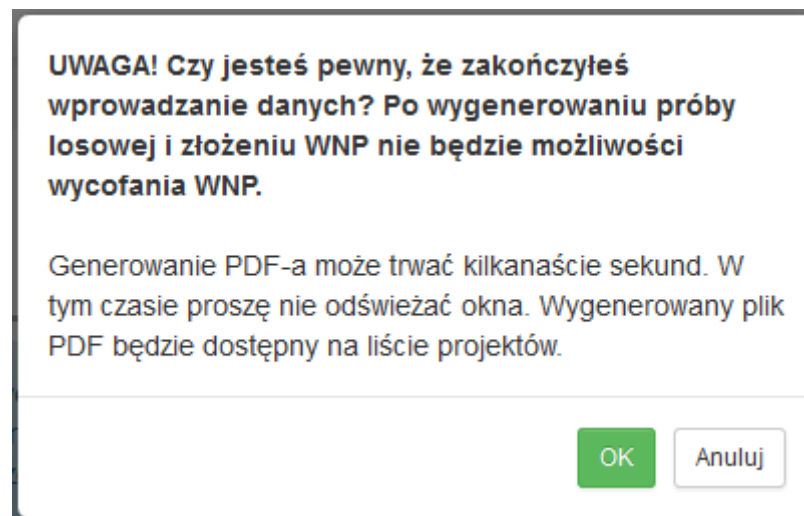 UWAGA! Czy jesteś pewny, że zakończyłeś
wprowadzanie danych? Po wygenerowaniu próby
losowej i złożeniu WNP nie będzie możliwości
wycofania WNP.
Generowanie PDF-a może trwać kilkanaście sekund. W
tym czasie proszę nie odświeżać okna. Wygenerowany plik
PDF będzie dostępny na liście projektów.
OK Anuluj